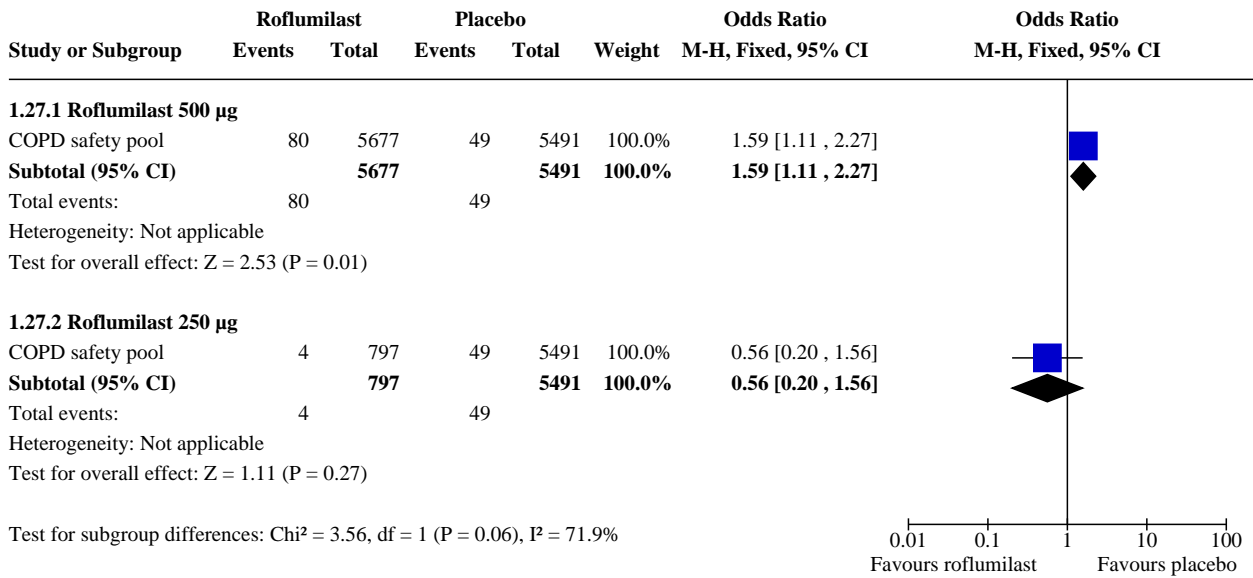 Roflumilast Placebo Odds Ratio Odds Ratio
Study or Subgroup Events Total Events Total Weight M-H, Fixed, 95% CI M-H, Fixed, 95% CI
1.27.1 Roflumilast 500 µg
COPD safety pool 80 5677 49 5491 100.0% 1.59 [1.11 , 2.27]
Subtotal (95% CI) 5677 5491 100.0% 1.59 [1.11 , 2.27]
Total events: 80 49
Heterogeneity: Not applicable
Test for overall effect: Z = 2.53 (P = 0.01)
1.27.2 Roflumilast 250 µg
COPD safety pool 4 797 49 5491 100.0% 0.56 [0.20 , 1.56]
Subtotal (95% CI) 797 5491 100.0% 0.56 [0.20 , 1.56]
Total events: 4 49
Heterogeneity: Not applicable
Test for overall effect: Z = 1.11 (P = 0.27)
Test for subgroup differences: Chi² = 3.56, df = 1 (P = 0.06), I² = 71.9%
0.01 0.1 1 10 100
Favours roflumilast Favours placebo